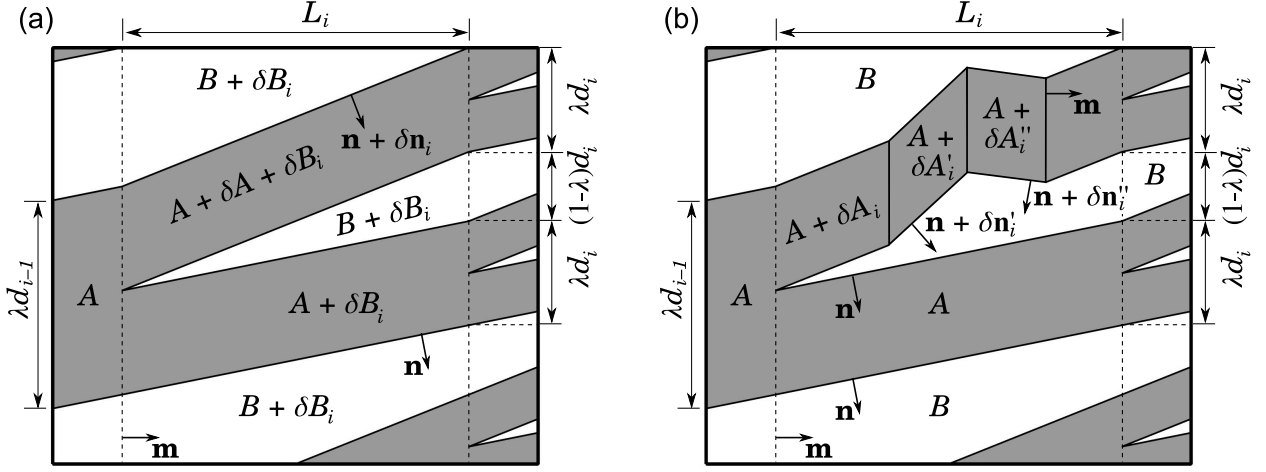 (a)
L_i
B + δB_i
n + δn_i
A + δA + δB_i
B + δB_i
A
A + δB_i
n
B + δB_i
m
λd_{i–1}
λd_i
(1-λ)d_i
λd_i
(b)
L_i
B
A +
δA''_i
m
A +
δA'_i
A + δA_i
n + δn''_i
B
n + δn'_i
A
n
A
n
B
m
λd_{i–1}
λd_i
(1-λ)d_i
λd_i